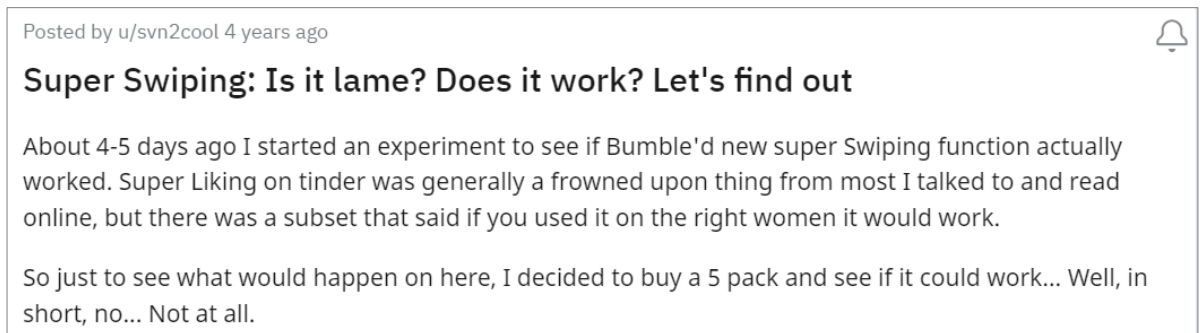 Posted by u/svn2cool 4 years ago
Super Swiping: Is it lame? Does it work? Let's find out
About 4-5 days ago I started an experiment to see if Bumble'd new super Swiping function actually
worked. Super Liking on tinder was generally a frowned upon thing from most I talked to and read
online, but there was a subset that said if you used it on the right women it would work.
So just to see what would happen on here, I decided to buy a 5 pack and see if it could work... Well, in
short, no... Not at all.